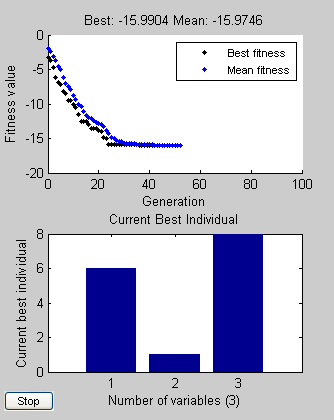 Best: -15.9904 Mean: -15.9746
0
-5
-10
-15
-20
Fitness value
Best fitness
Mean fitness
0 20 40 60 80 100
Generation
Current Best Individual
8
6
4
2
0
Current best individual
1 2 3
Number of variables (3)
Stop